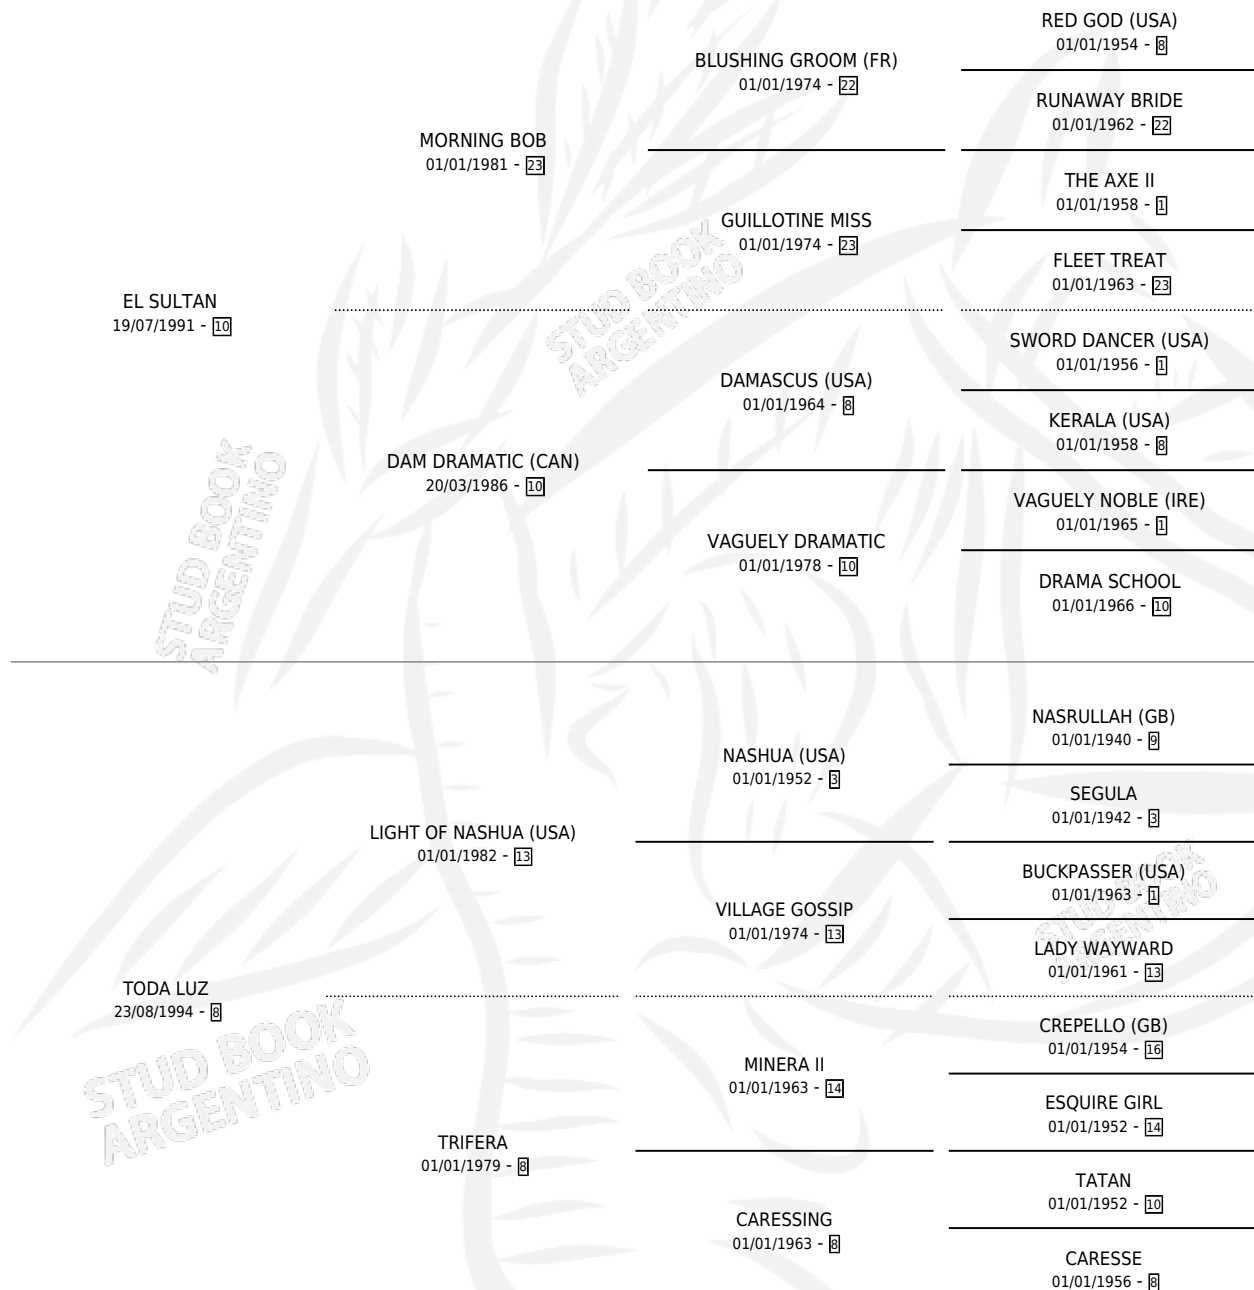 RED GOD (USA)
01/01/1954 - 8
BLUSHING GROOM (FR)
01/01/1974 - 22
RUNAWAY BRIDE
01/01/1962 - 22
MORNING BOB
01/01/1981 - 23
THE AXE II
01/01/1958 - 1
GUILLOTINE MISS
01/01/1974 - 23
FLEET TREAT
01/01/1963 - 23
EL SULTAN
19/07/1991 - 10
STUD BOOK
ARGENTINO
SWORD DANCER (USA)
01/01/1956 - 1
DAMASCUS (USA)
01/01/1964 - 8
KERALA (USA)
01/01/1958 - 8
DAM DRAMATIC (CAN)
20/03/1986 - 10
VAGUELY NOBLE (IRE)
01/01/1965 - 1
VAGUELY DRAMATIC
01/01/1978 - 10
DRAMA SCHOOL
01/01/1966 - 10
STUD BOOK
ARGENTINO
NASRULLAH (GB)
01/01/1940 - 9
NASHUA (USA)
01/01/1952 - 3
SEGULA
01/01/1942 - 3
LIGHT OF NASHUA (USA)
01/01/1982 - 13
BUCKPASSER (USA)
01/01/1963 - 1
VILLAGE GOSSIP
01/01/1974 - 13
LADY WAYWARD
01/01/1961 - 13
STUD BOOK
ARGENTINO
TODA LUZ
23/08/1994 - 8
STUD BOOK
ARGENTINO
CREPELLO (GB)
01/01/1954 - 16
MINERA II
01/01/1963 - 14
ESQUIRE GIRL
01/01/1952 - 14
TRIFERA
01/01/1979 - 8
TATAN
01/01/1952 - 10
CARESSING
01/01/1963 - 8
CARESSE
01/01/1956 - 8